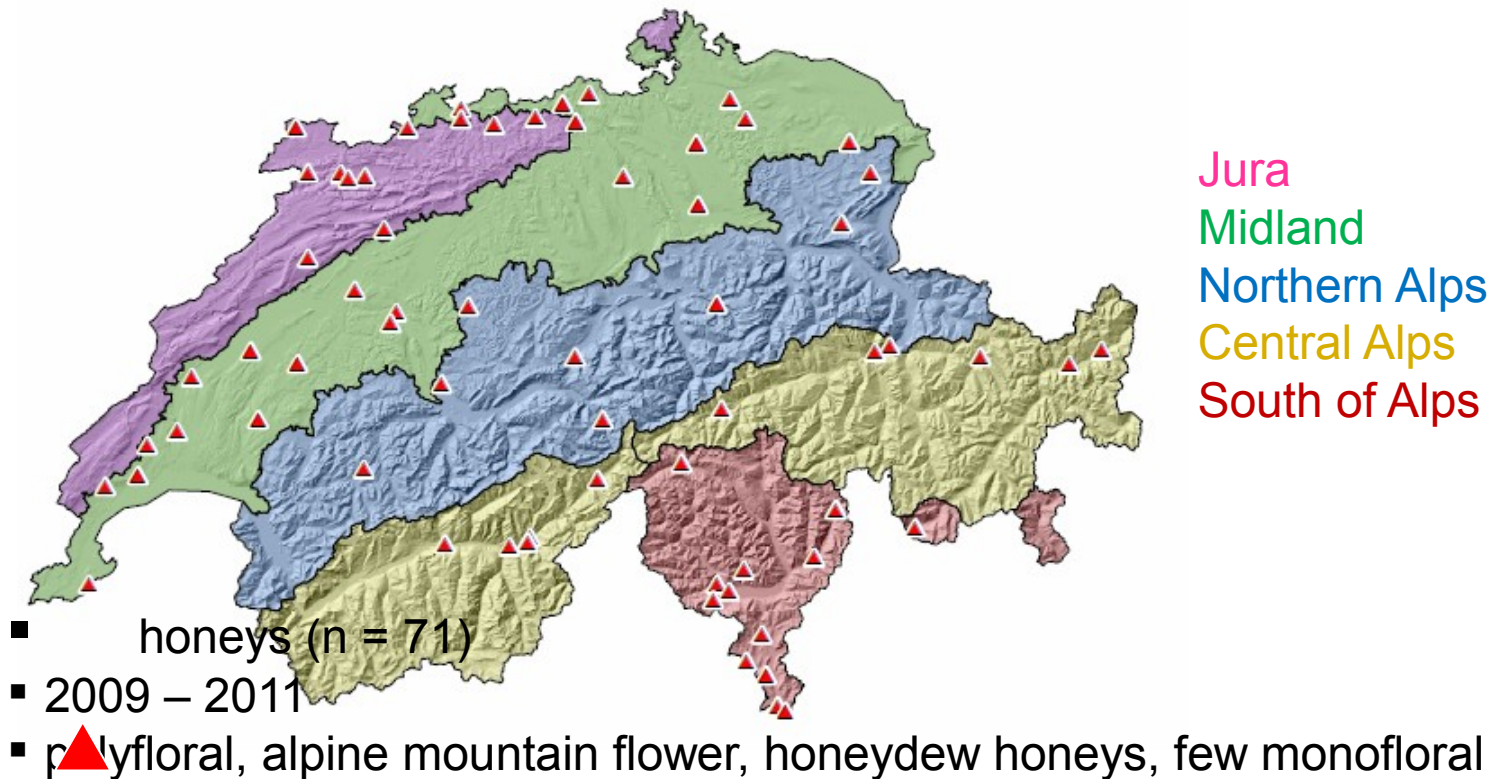 Jura
Midland
Northern Alps
Central Alps
South of Alps
▪ honeys (n = 71)
▪ 2009 – 2011
▪ p lyfloral, alpine mountain flower, honeydew honeys, few monofloral